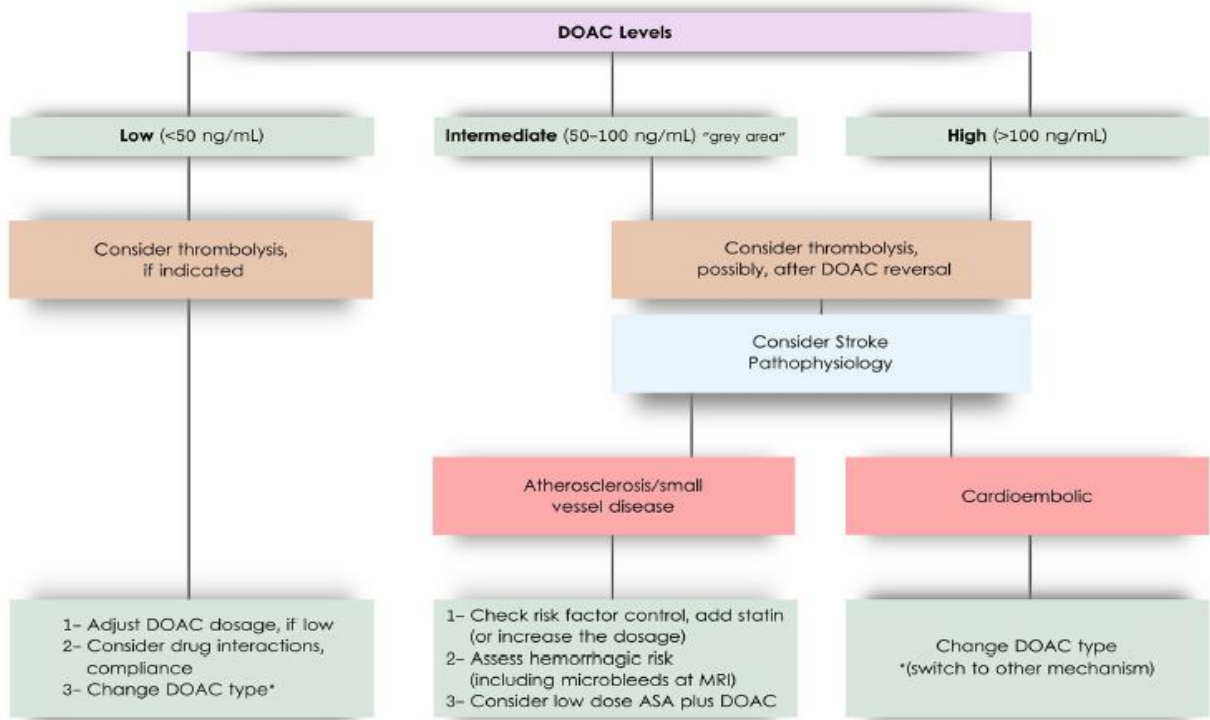 DOAC Levels
Low (<50 ng/mL)
Intermediate (50–100 ng/mL) "grey area"
High (>100 ng/mL)
Consider thrombolysis,
if indicated
Consider thrombolysis,
possibly, after DOAC reversal
Consider Stroke
Pathophysiology
Atherosclerosis/small
vessel disease
Cardioembolic
1– Adjust DOAC dosage, if low
2– Consider drug interactions,
compliance
3– Change DOAC type*
1– Check risk factor control, add statin
(or increase the dosage)
2– Assess hemorrhagic risk
(including microbleeds at MRI)
3– Consider low dose ASA plus DOAC
Change DOAC type
*(switch to other mechanism)